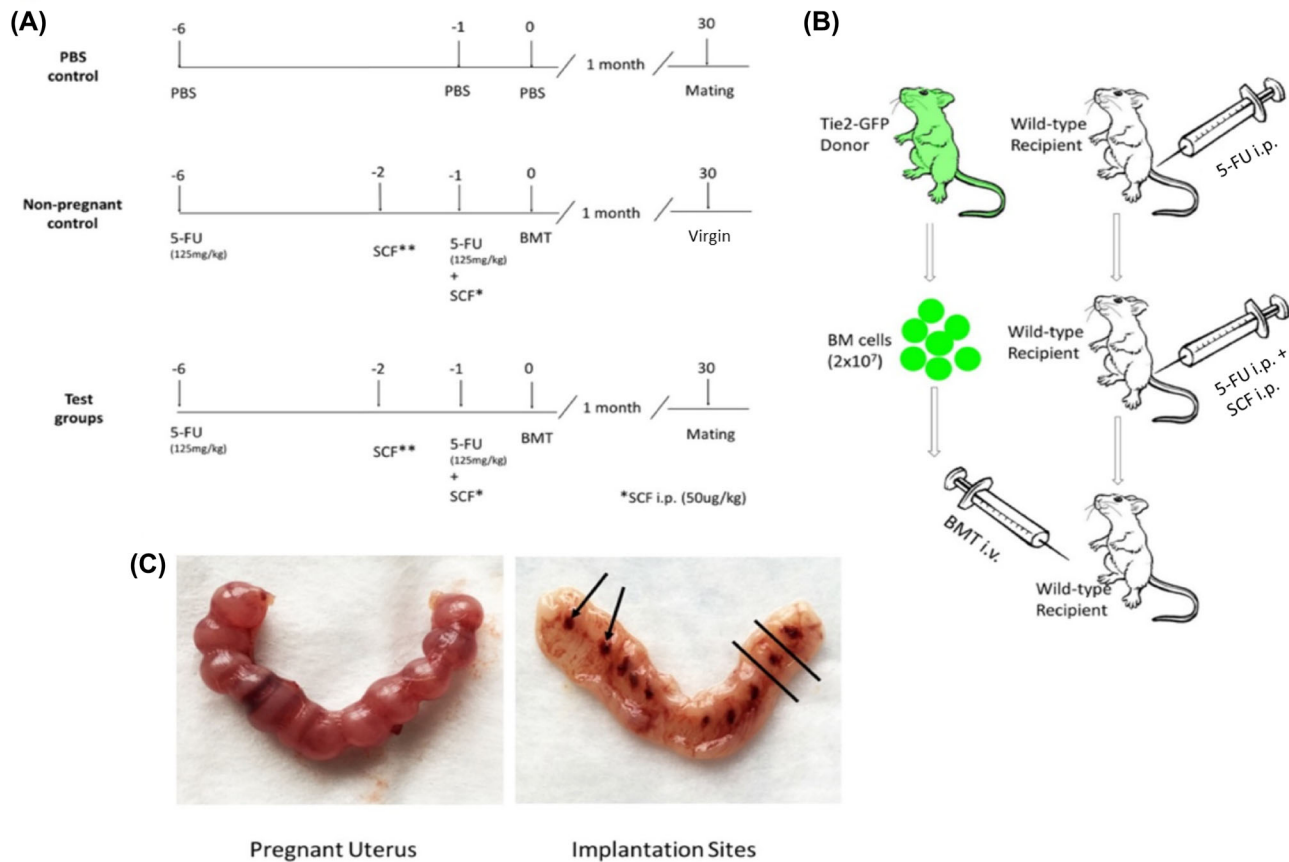 (A)
-6
-1
0
30
PBS
control
1 month
PBS
PBS
PBS
Mating
-6
-2
-1
0
30
Non-pregnant
control
1 month
5-FU
(125mg/kg)
SCF**
5-FU
(125mg/kg)
+
SCF*
BMT
Virgin
-6
-2
-1
0
30
Test
groups
1 month
5-FU
(125mg/kg)
SCF**
5-FU
(125mg/kg)
+
SCF*
BMT
Mating
*SCF i.p. (50ug/kg)
(B)
Tie2-GFP
Donor
Wild-type
Recipient
5-FU i.p.
BM cells
(2x10⁷)
Wild-type
Recipient
5-FU i.p. +
SCF i.p.
BMT i.v.
Wild-type
Recipient
(C)
Pregnant Uterus
Implantation Sites